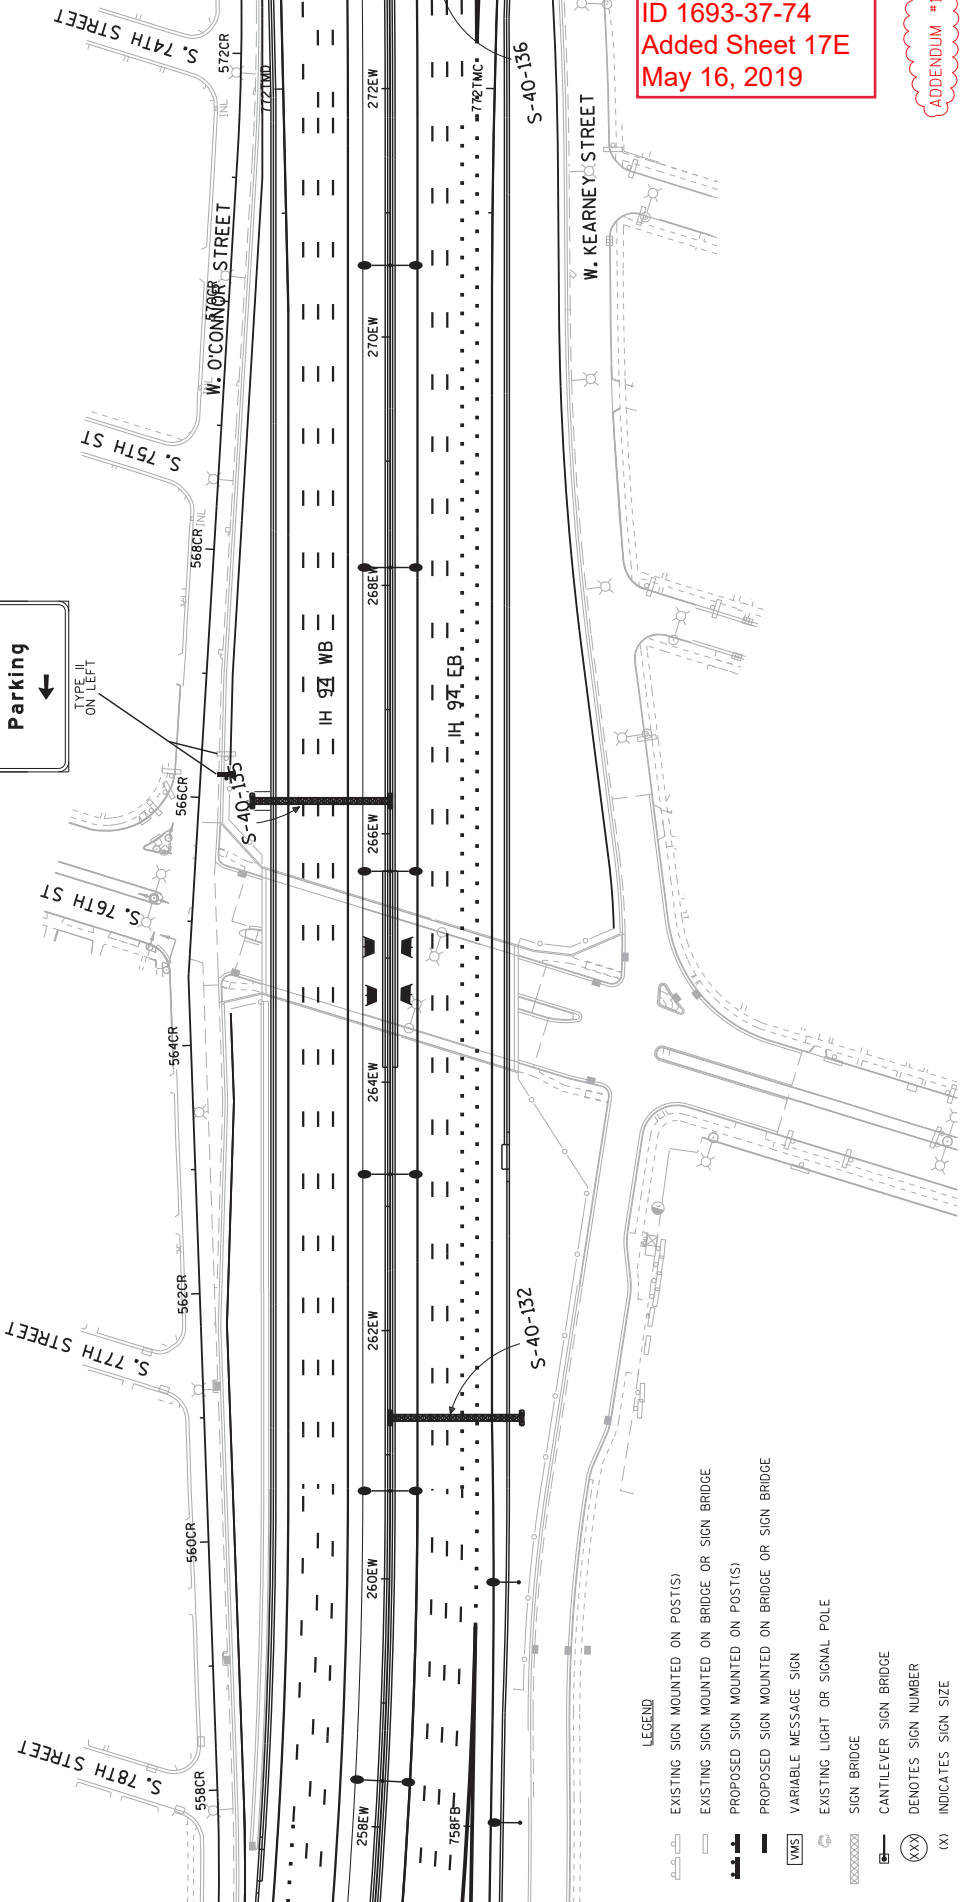 ID 1693-37-74
Added Sheet 17E
May 16, 2019
ADDENDUM #1
S. 74TH STREET
572CR
772TMD
272EW
772TMC
S-40-136
INL
W. KEARNEY STREET
W. O'CONNOR STREET
570CR
270EW
S. 75TH ST
INL
568CR
268EW
Parking
TYPE II
ON LEFT
IH 94 WB
IH 94 EB
566CR
S-40-135
266EW
S. 76TH ST
564CR
264EW
562CR
262EW
S-40-132
S. 77TH STREET
560CR
260EW
S. 78TH STREET
558CR
258EW
758FB
LEGEND
EXISTING SIGN MOUNTED ON POST(S)
EXISTING SIGN MOUNTED ON BRIDGE OR SIGN BRIDGE
PROPOSED SIGN MOUNTED ON POST(S)
PROPOSED SIGN MOUNTED ON BRIDGE OR SIGN BRIDGE
VMS VARIABLE MESSAGE SIGN
EXISTING LIGHT OR SIGNAL POLE
SIGN BRIDGE
CANTILEVER SIGN BRIDGE
XXX DENOTES SIGN NUMBER
(X) INDICATES SIGN SIZE